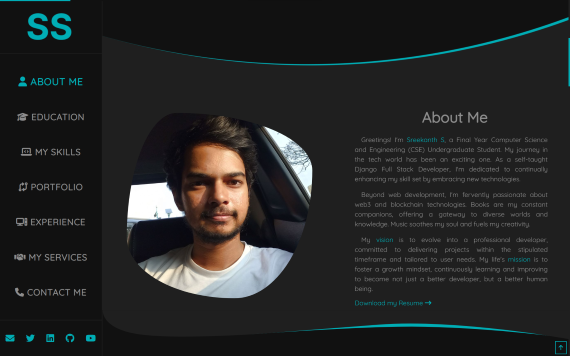 SS
ABOUT ME
EDUCATION
MY SKILLS
PORTFOLIO
EXPERIENCE
MY SERVICES
CONTACT ME
About Me
Greetings! I'm Sreekanth S, a Final Year Computer Science
and Engineering (CSE) Undergraduate Student. My journey in
the tech world has been an exciting one. As a self-taught
Django Full Stack Developer, I'm dedicated to continually
enhancing my skill set by embracing new technologies.
Beyond web development, I'm fervently passionate about
web3 and blockchain technologies. Books are my constant
companions, offering a gateway to diverse worlds and
knowledge. Music soothes my soul and fuels my creativity.
My vision is to evolve into a professional developer,
committed to delivering projects within the stipulated
timeframe and tailored to user needs. My life's mission is to
foster a growth mindset, continuously learning and improving
to become not just a better developer, but a better human
being.
Download my Resume →